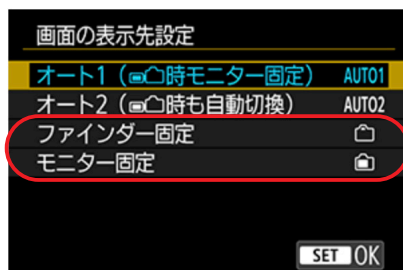 画面の表示先設定
オート1（時モニター固定） AUTO1
オート2（時も自動切換） AUTO2
ファインダー固定
モニター固定
SET OK